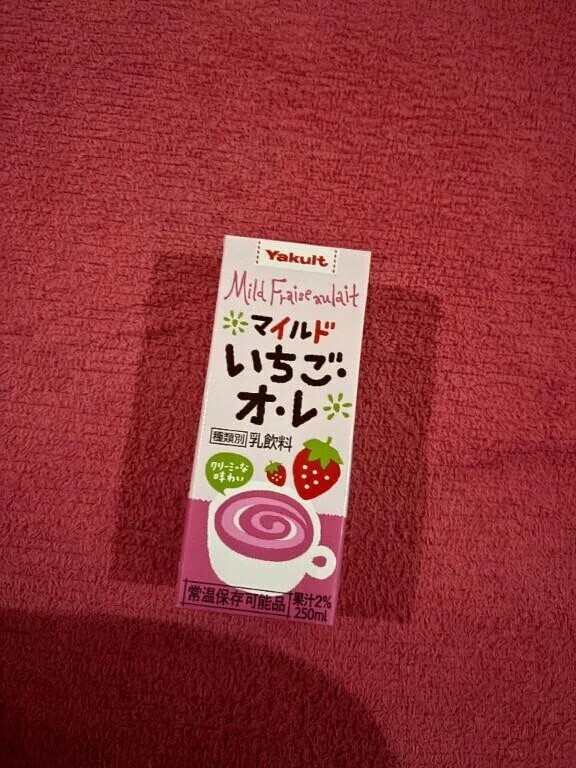 Yakult
Mild Fraise au lait
マイルド
いちご・
オ・レ
種類別 乳飲料
クリーミーな
味わい
常温保存可能品 果汁2%
250ml